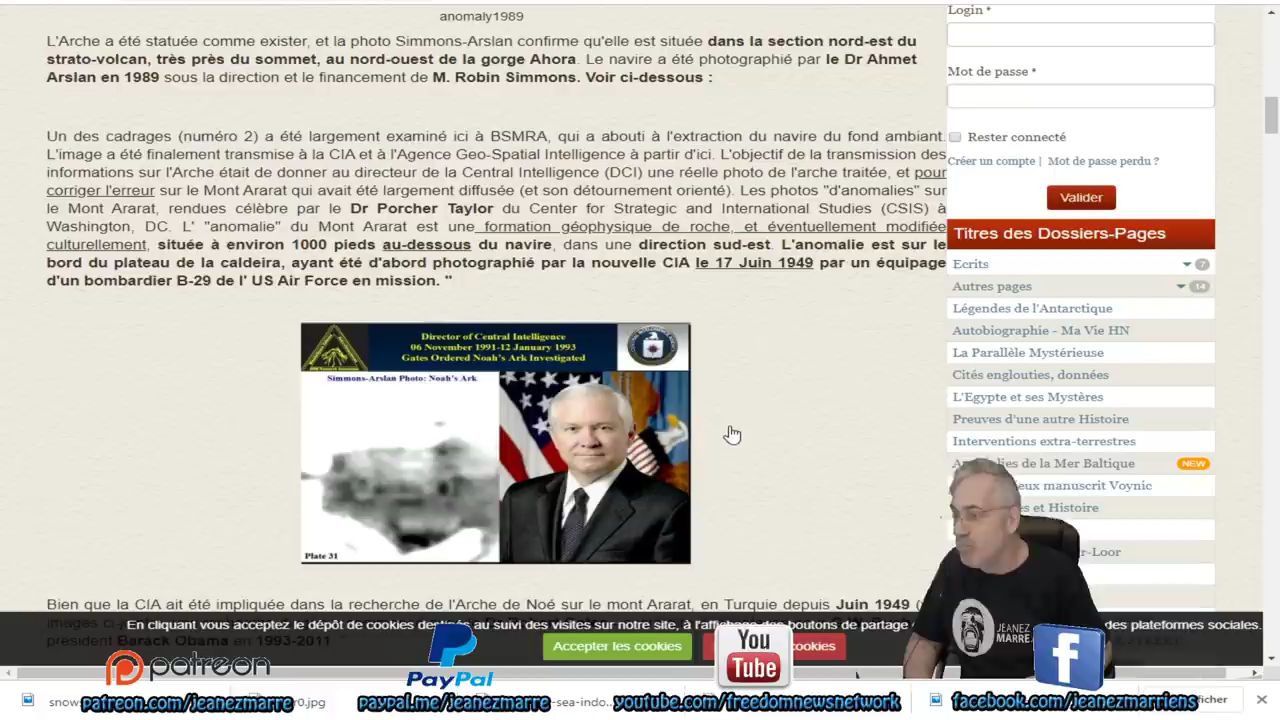 anomaly1989
L'Arche a été statuée comme exister, et la photo Simmons-Arslan confirme qu'elle est située dans la section nord-est du
strato-volcan, très près du sommet, au nord-ouest de la gorge Ahora. Le navire a été photographié par le Dr Ahmet
Arslan en 1989 sous la direction et le financement de M. Robin Simmons. Voir ci-dessous :
Un des cadrages (numéro 2) a été largement examiné ici à BSMRA, qui a abouti à l'extraction du navire du fond ambiant.
L'image a été finalement transmise à la CIA et à l'Agence Geo-Spatial Intelligence à partir d'ici. L'objectif de la transmission des
informations sur l'Arche était de donner au directeur de la Central Intelligence (DCI) une réelle photo de l'arche traitée, et pour
corriger l'erreur sur le Mont Ararat qui avait été largement diffusée (et son détournement orienté). Les photos "d'anomalies" sur
le Mont Ararat, rendues célèbre par le Dr Porcher Taylor du Center for Strategic and International Studies (CSIS) à
Washington, DC. L' "anomalie" du Mont Ararat est une formation géophysique de roche, et éventuellement modifiée
culturellement, située à environ 1000 pieds au-dessous du navire, dans une direction sud-est. L'anomalie est sur le
bord du plateau de la caldeira, ayant été d'abord photographié par la nouvelle CIA le 17 Juin 1949 par un équipage
d'un bombardier B-29 de l' US Air Force en mission. "
Director of Central Intelligence
06 November 1991-12 January 1993
Gates Ordered Noah's Ark Investigated
Simmons-Arslan Photo: Noah's Ark
Plate 31
Bien que la CIA ait été impliquée dans la recherche de l'Arche de Noé sur le mont Ararat, en Turquie depuis Juin 1949
images
président Barack Obama en 1993-2011 "
Login *
Mot de passe *
Rester connecté
Créer un compte | Mot de passe perdu ?
Valider
Titres des Dossiers-Pages
Ecrits 7
Autres pages 14
Légendes de l'Antarctique
Autobiographie - Ma Vie HN
La Parallèle Mystérieuse
Cités englouties, données
L'Egypte et ses Mystères
Preuves d'une autre Histoire
Interventions extra-terrestres
de la Mer Baltique NEW
manuscrit Voynic
et Histoire
En cliquant vous acceptez le dépôt de cookies destinés au suivi des visites sur notre site, à l'affichage des boutons de partage des plateformes sociales.
Accepter les cookies
cookies
JEANEZ
MARRE
patreon
PayPal
You
Tube
f
patreon.com/jeanezmarre
paypal.me/jeanezmarre
youtube.com/freedomnewsnetwork
facebook.com/jeanezmarriens